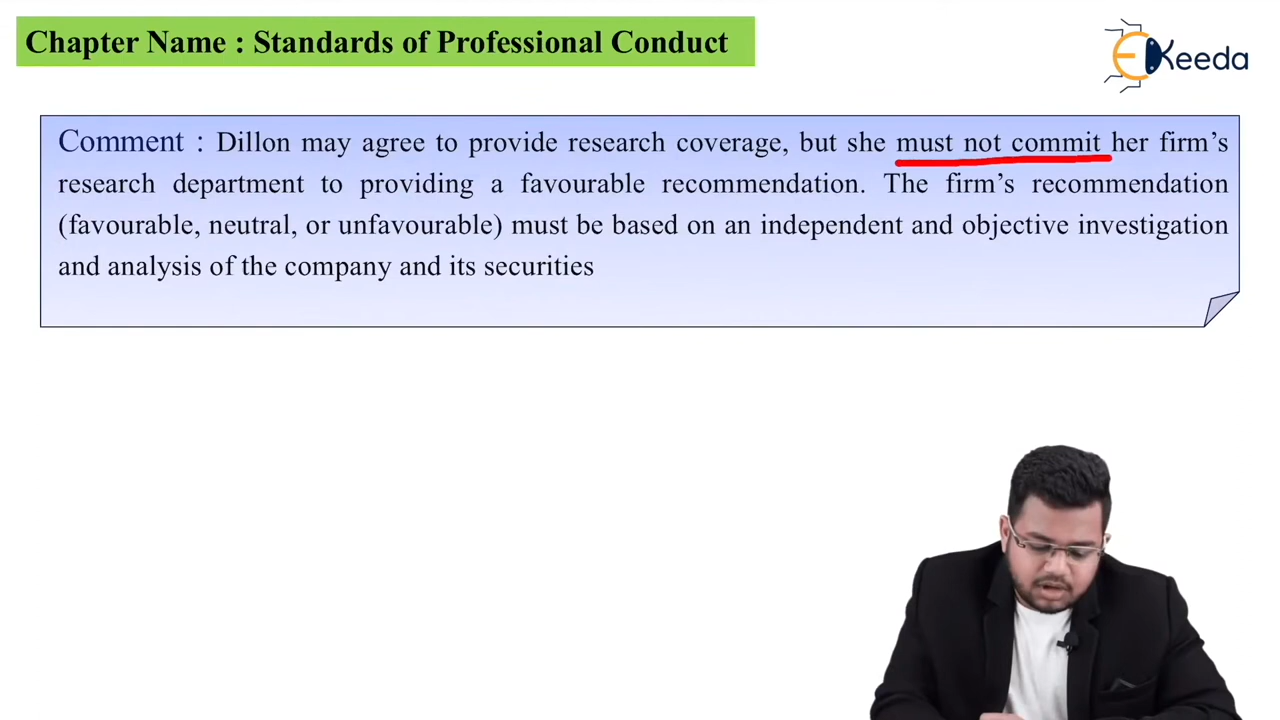 Chapter Name : Standards of Professional Conduct
EKeeda
Comment : Dillon may agree to provide research coverage, but she must not commit her firm’s
research department to providing a favourable recommendation. The firm’s recommendation
(favourable, neutral, or unfavourable) must be based on an independent and objective investigation
and analysis of the company and its securities